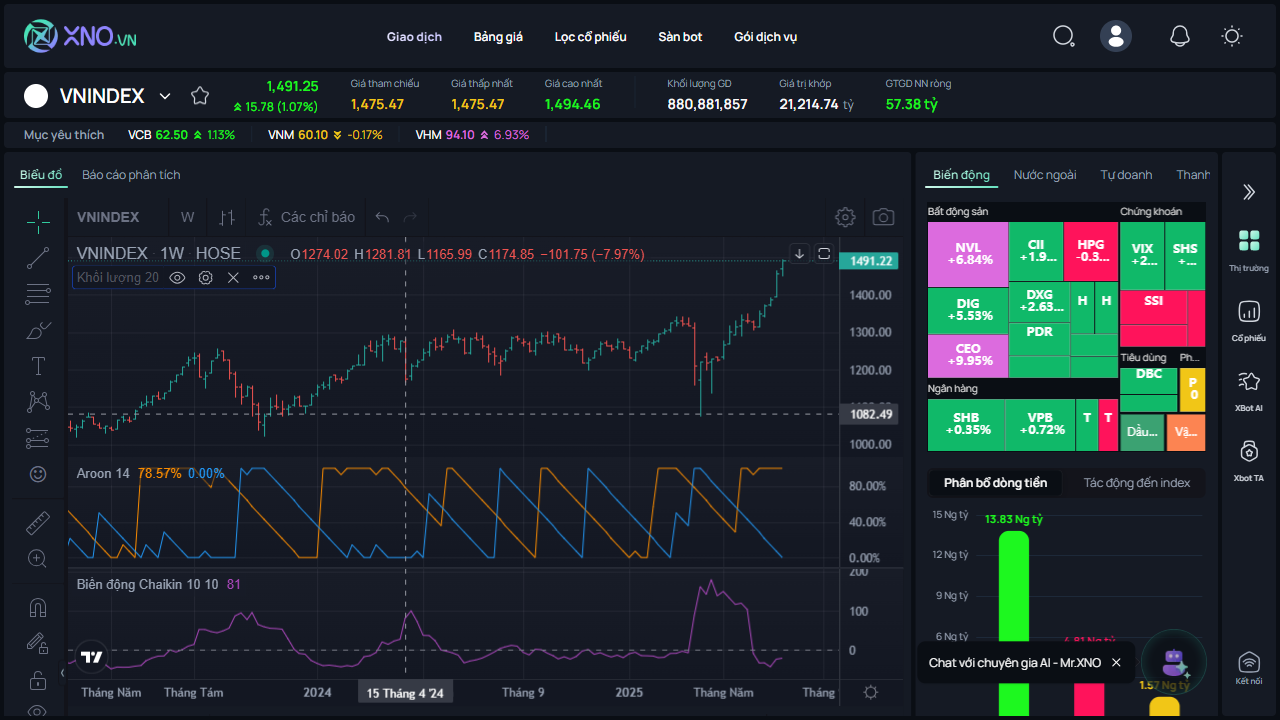 XNO.VN
Giao dịch
Bảng giá
Lọc cổ phiếu
Sàn bot
Gói dịch vụ
VNINDEX
1,491.25
15.78 (1.07%)
Giá tham chiếu
1,475.47
Giá thấp nhất
1,475.47
Giá cao nhất
1,494.46
Khối lượng GD
880,881,857
Giá trị khớp
21,214.74 tỷ
GTGD NN ròng
57.38 tỷ
Mục yêu thích
VCB 62.50 1.13%
VNM 60.10 -0.17%
VHM 94.10 6.93%
Biểu đồ
Báo cáo phân tích
VNINDEX
W
Các chỉ báo
VNINDEX · 1W · HOSE
O1274.02 H1281.81 L1165.99 C1174.85 −101.75 (−7.97%)
Khối lượng 20
1491.22
1400.00
1300.00
1200.00
1082.49
1000.00
Aroon 14 78.57% 0.00%
80.00%
40.00%
0.00%
Biên động Chaikin 10 10 81
200
100
0
Tháng Năm
Tháng Tám
2024
15 Tháng 4 '24
Tháng 9
2025
Tháng Năm
Tháng
Biến động
Nước ngoài
Tự doanh
Thanh
Bất động sản
Chứng khoán
NVL
+6.84%
CII
+1.9...
HPG
-0.3...
VIX
+2...
SHS
+...
DIG
+5.53%
DXG
+2.63...
H
H
SSI
CEO
+9.95%
PDR
Tiêu dùng
Ph...
DBC
P
0
Ngân hàng
SHB
+0.35%
VPB
+0.72%
T
T
Dầu...
Vậ...
Phân bổ dòng tiền
Tác động đến index
15 Ng tỷ
13.83 Ng tỷ
12 Ng tỷ
9 Ng tỷ
6 Ng tỷ
4.81 Ng tỷ
1.57 Ng tỷ
Chat với chuyên gia AI - Mr.XNO
Thị trường
Cổ phiếu
XBot AI
Xbot TA
Kết nối